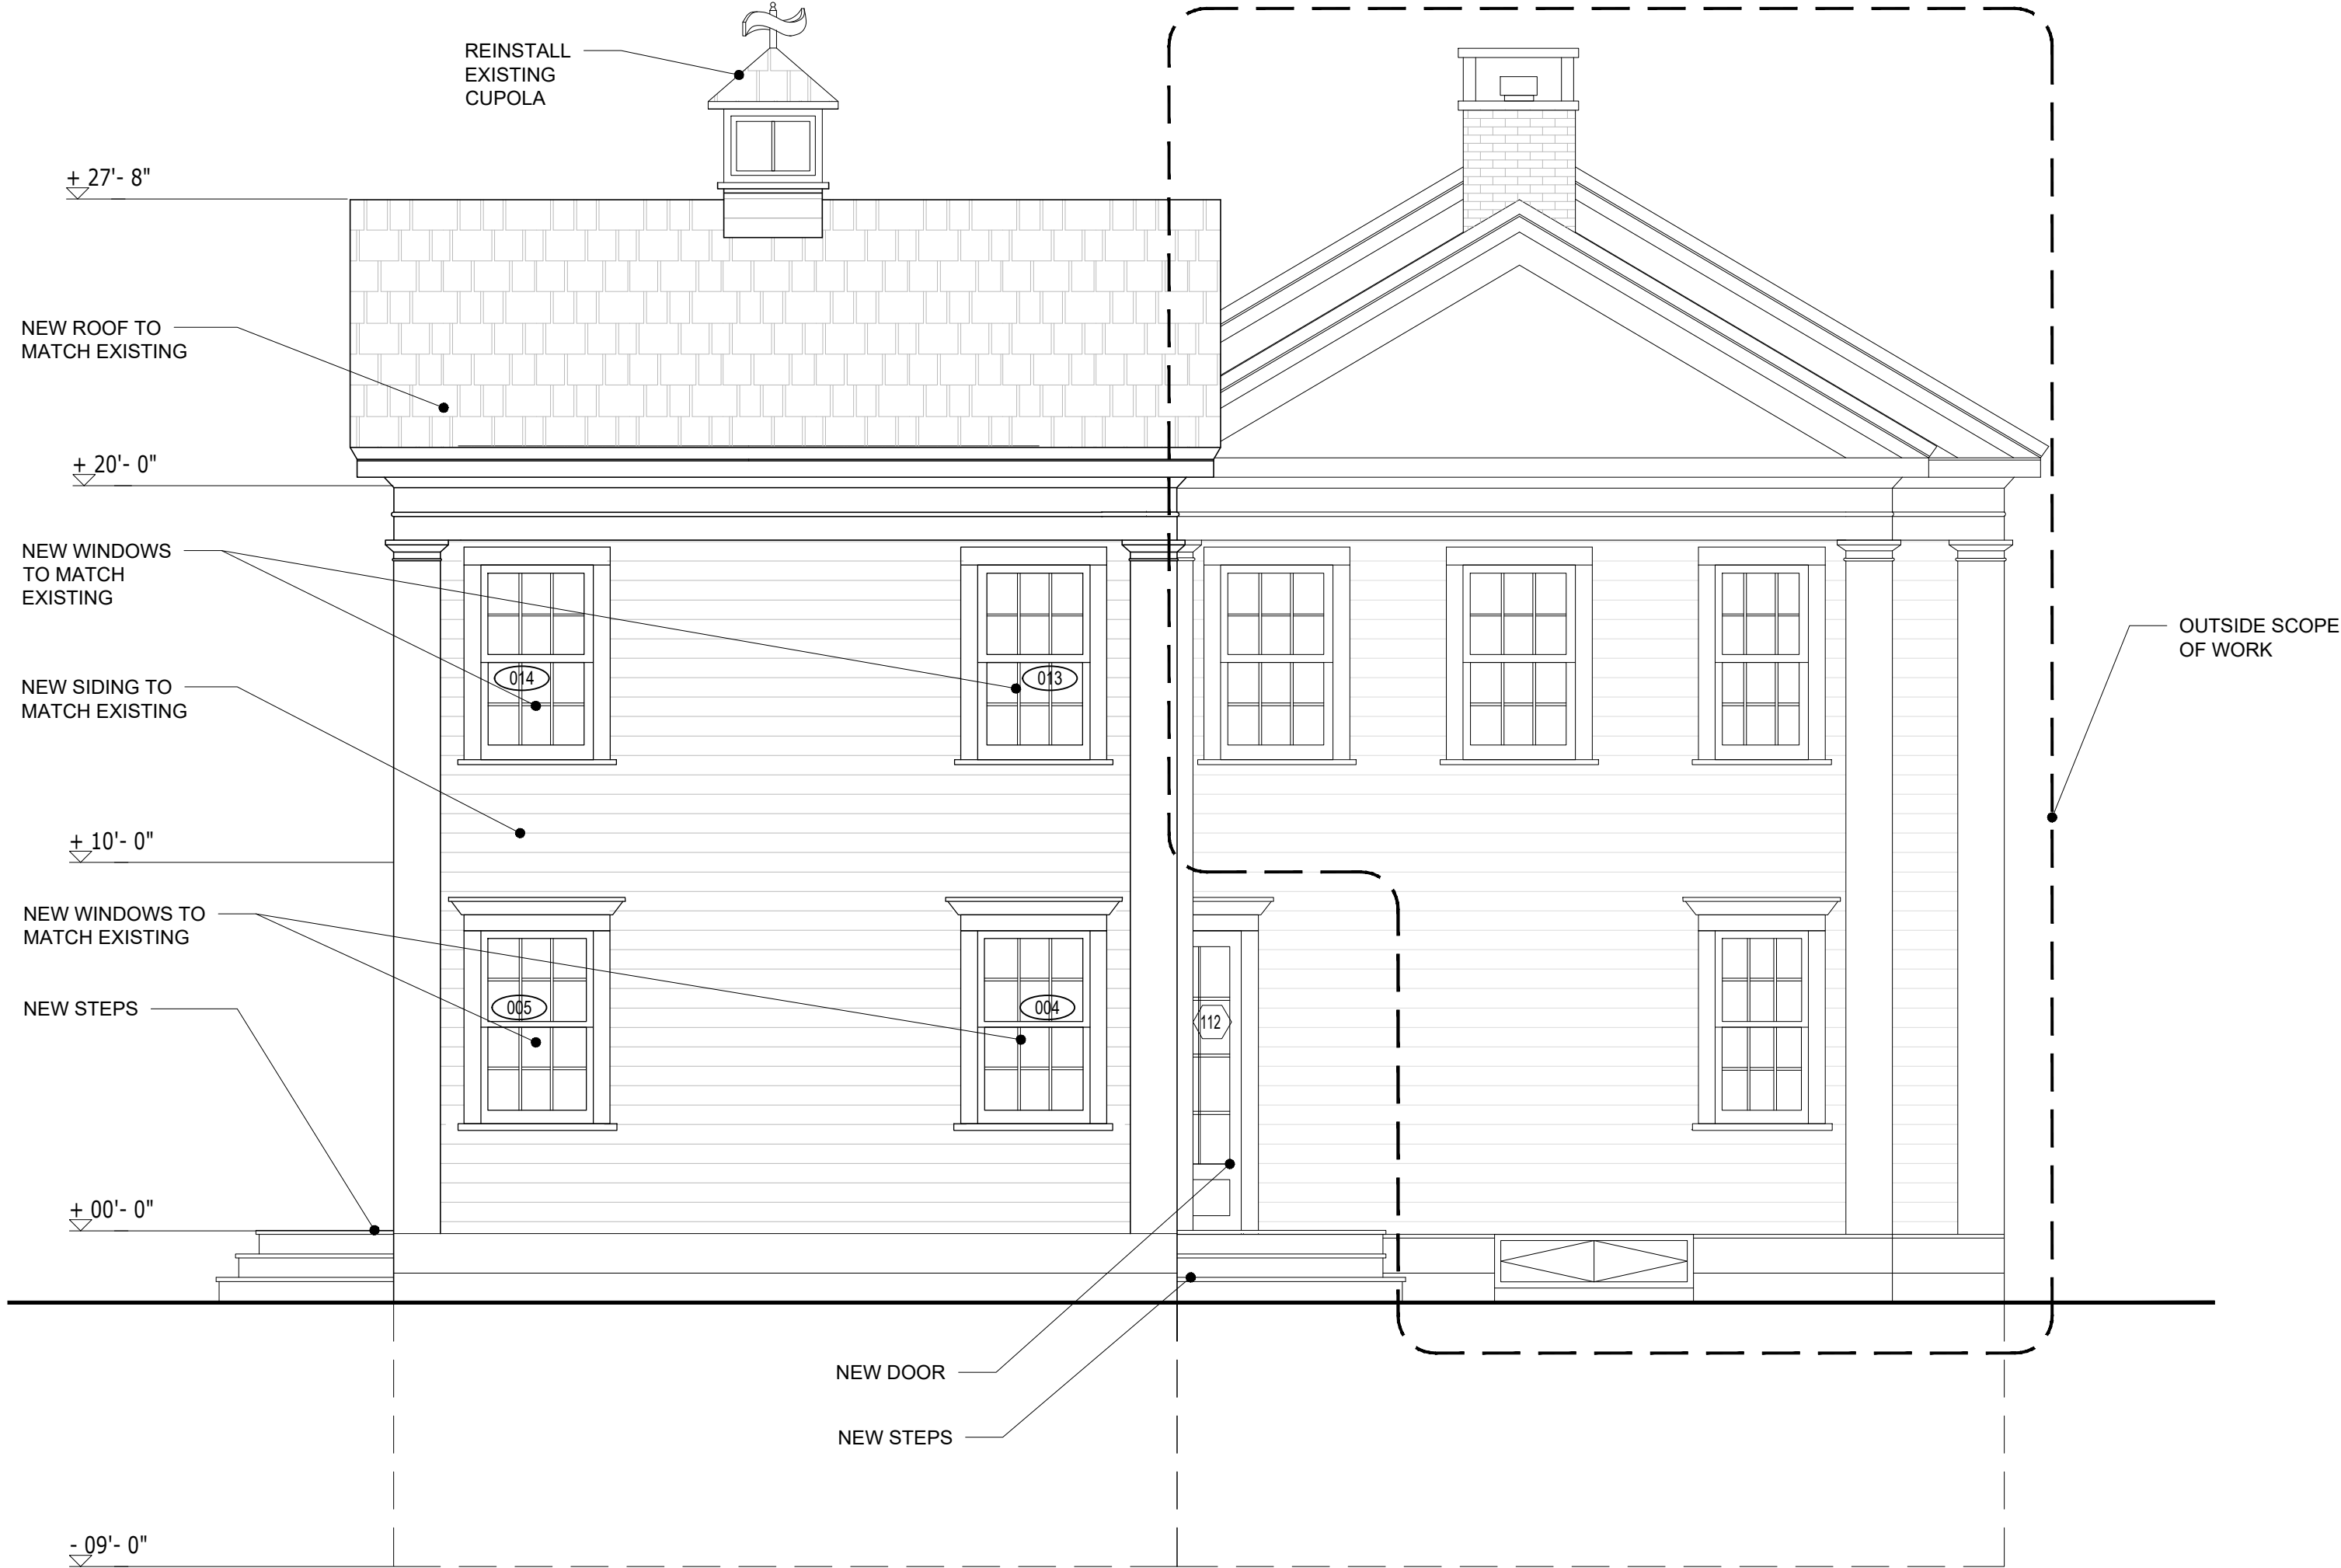 REINSTALL
EXISTING
CUPOLA
+ 27'- 8"
NEW ROOF TO
MATCH EXISTING
+ 20'- 0"
NEW WINDOWS
TO MATCH
EXISTING
OUTSIDE SCOPE
OF WORK
014
013
NEW SIDING TO
MATCH EXISTING
+ 10'- 0"
NEW WINDOWS TO
MATCH EXISTING
NEW STEPS
005
004
112
+ 00'- 0"
NEW DOOR
NEW STEPS
- 09'- 0"